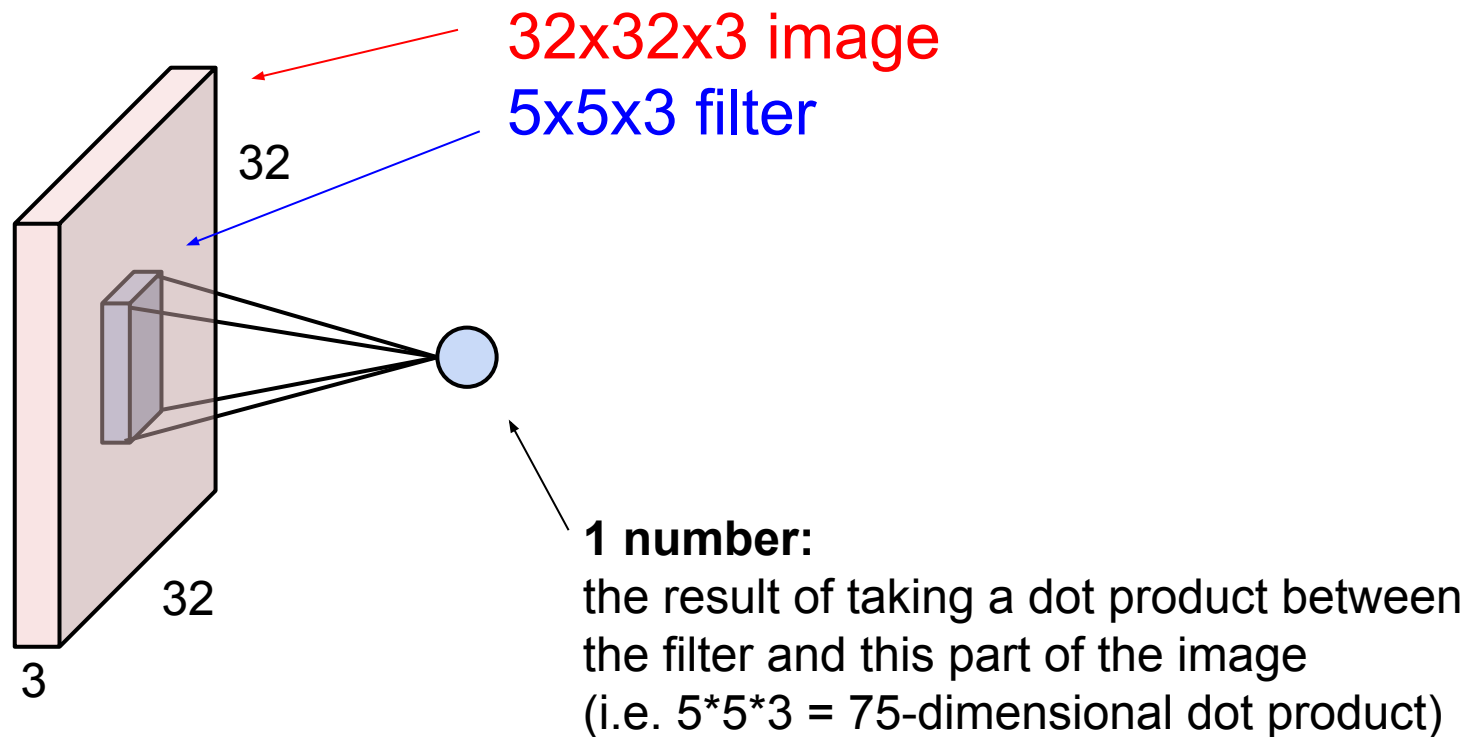 32x32x3 image
5x5x3 filter
32
32
3
1 number:
the result of taking a dot product between
the filter and this part of the image
(i.e. 5*5*3 = 75-dimensional dot product)